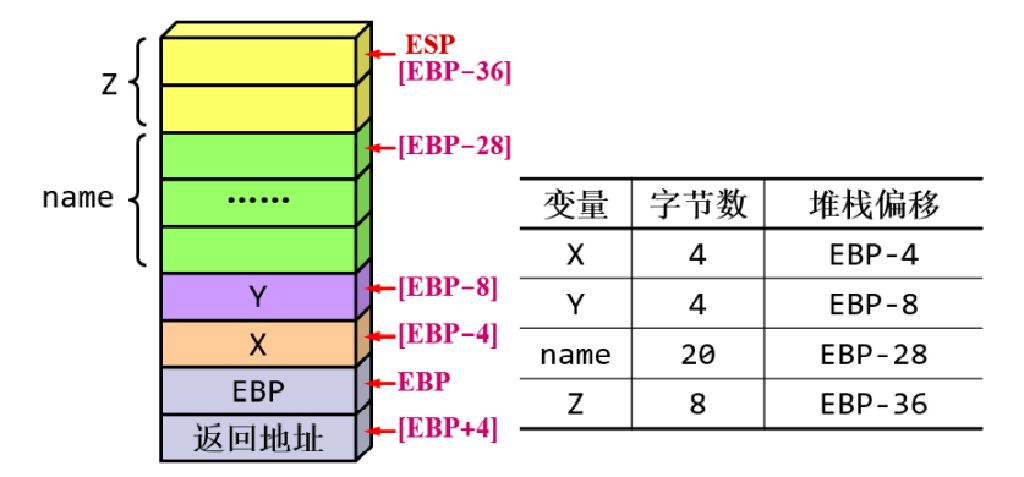 ESP
[EBP-36]
Z
[EBP-28]
name
······
Y
[EBP-8]
X
[EBP-4]
EBP
EBP
返回地址
[EBP+4]
变量 字节数 堆栈偏移
X 4 EBP-4
Y 4 EBP-8
name 20 EBP-28
Z 8 EBP-36